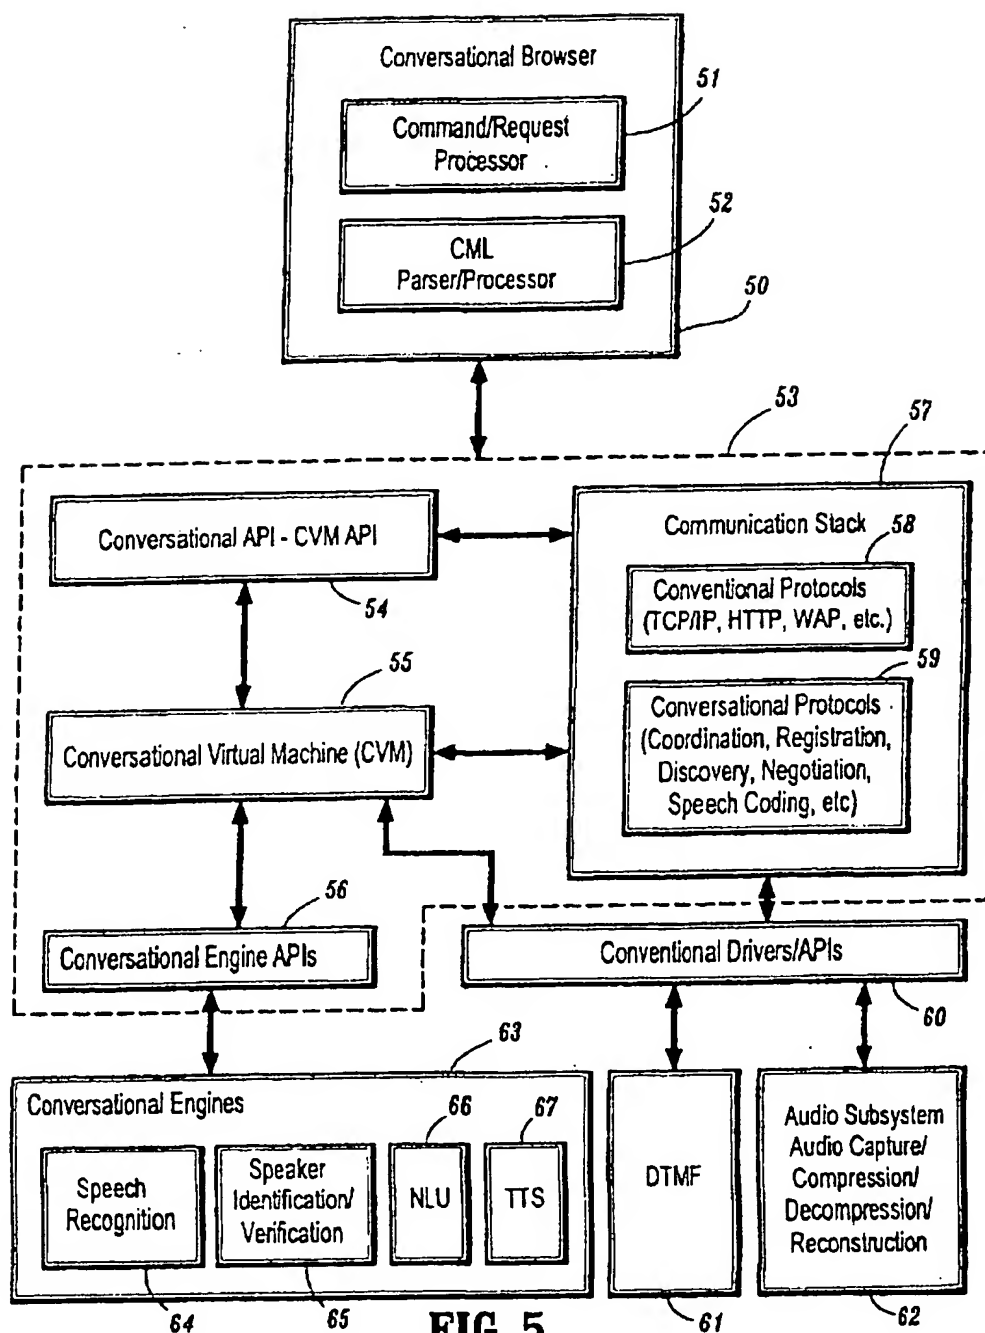 Conversational Browser
51
Command/Request
Processor
52
CML
Parser/Processor
50
53
57
Conversational API - CVM API
54
Communication Stack
58
Conventional Protocols
(TCP/IP, HTTP, WAP, etc.)
59
Conversational Protocols
(Coordination, Registration,
Discovery, Negotiation,
Speech Coding, etc)
55
Conversational Virtual Machine (CVM)
56
Conversational Engine APIs
Conventional Drivers/APIs
60
63
Conversational Engines
66
67
Speech
Recognition
64
Speaker
Identification/
Verification
65
NLU
TTS
DTMF
61
Audio Subsystem
Audio Capture/
Compression/
Decompression/
Reconstruction
62
FIG. 5